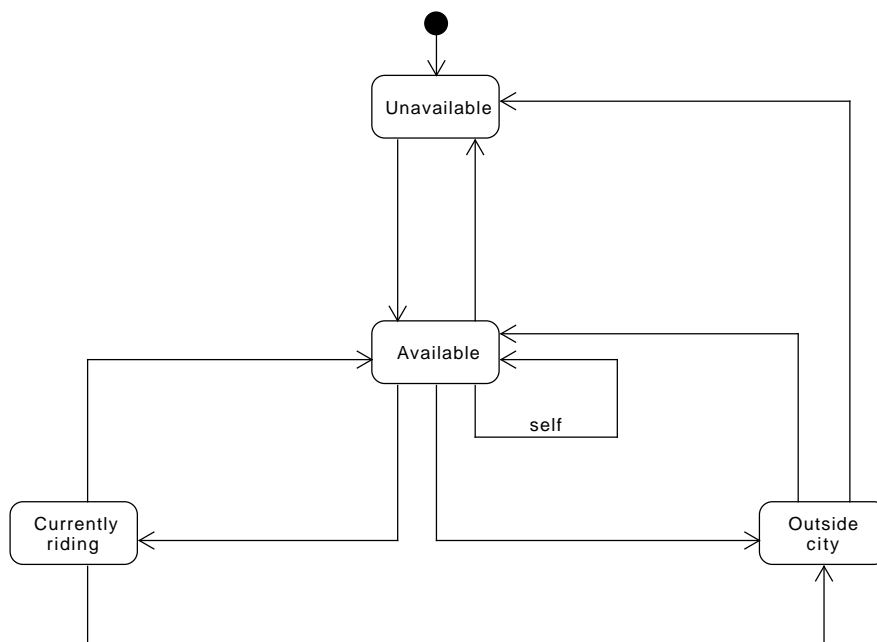 Unavailable
Available
self
Currently
riding
Outside
city